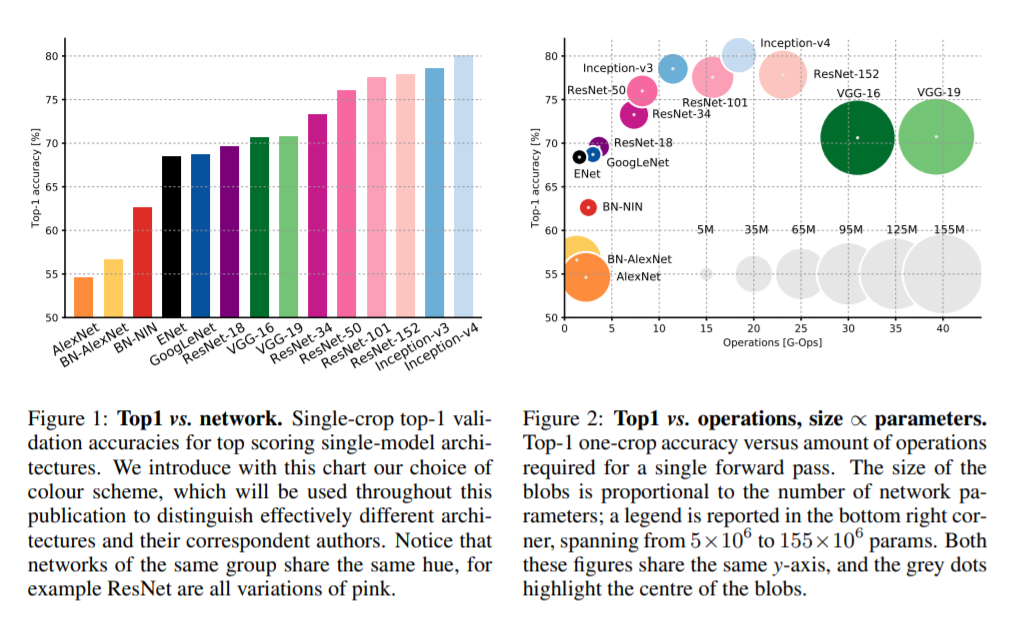 Top-1 accuracy [%]
80
75
70
65
60
55
50
AlexNet
BN-AlexNet
BN-NIN
ENet
GoogLeNet
ResNet-18
VGG-16
VGG-19
ResNet-34
ResNet-50
ResNet-101
ResNet-152
Inception-v3
Inception-v4
Top-1 accuracy [%]
80
75
70
65
60
55
50
Inception-v4
Inception-v3
ResNet-152
ResNet-50
VGG-16
VGG-19
ResNet-101
ResNet-34
ResNet-18
GoogLeNet
ENet
BN-NIN
5M
35M
65M
95M
125M
155M
BN-AlexNet
AlexNet
0
5
10
15
20
25
30
35
40
Operations [G-Ops]
Figure 1: Top1 vs. network. Single-crop top-1 vali-
dation accuracies for top scoring single-model archi-
tectures. We introduce with this chart our choice of
colour scheme, which will be used throughout this
publication to distinguish effectively different archi-
tectures and their correspondent authors. Notice that
networks of the same group share the same hue, for
example ResNet are all variations of pink.
Figure 2: Top1 vs. operations, size ∝ parameters.
Top-1 one-crop accuracy versus amount of operations
required for a single forward pass. The size of the
blobs is proportional to the number of network pa-
rameters; a legend is reported in the bottom right cor-
ner, spanning from 5×10⁶ to 155×10⁶ params. Both
these figures share the same y-axis, and the grey dots
highlight the centre of the blobs.